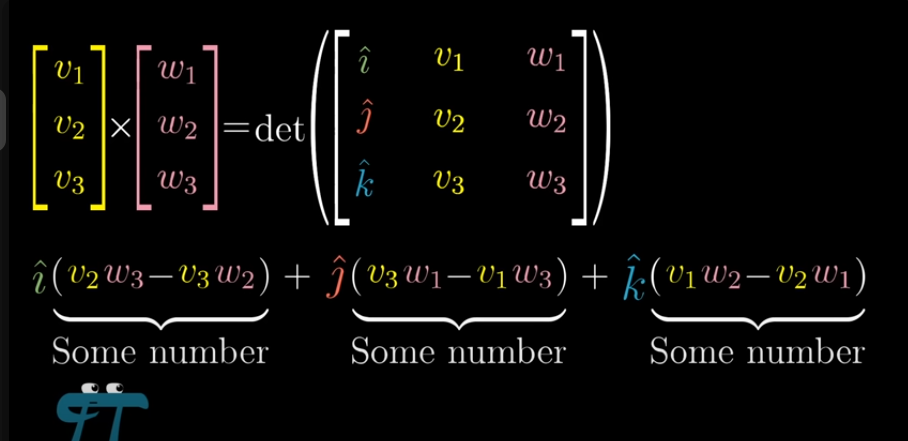 [v₁ v₂ v₃] × [w₁ w₂ w₃] = det([î v₁ w₁
ĵ v₂ w₂
k̂ v₃ w₃])
î(v₂w₃−v₃w₂) + ĵ(v₃w₁−v₁w₃) + k̂(v₁w₂−v₂w₁)
Some number Some number Some number